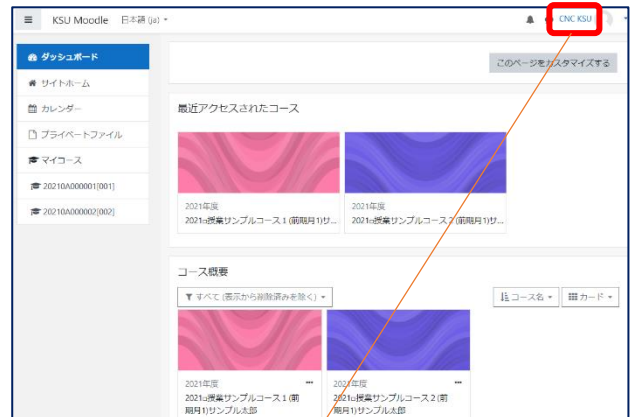 KSU Moodle 日本語 (ja)
CNC KSU
ダッシュボード
このページをカスタマイズする
サイトホーム
カレンダー
最近アクセスされたコース
プライベートファイル
マイコース
20210A000001[001]
20210A000002[002]
2021年度
2021α授業サンプルコース1(前期月1)サ...
2021年度
2021α授業サンプルコース2(前期月1)サ...
コース概要
すべて (表示から削除済みを除く)
コース名
カード
2021年度
2021α授業サンプルコース1(前
期月1)サンプル太郎
2021年度
2021α授業サンプルコース2(前
期月1)サンプル太郎